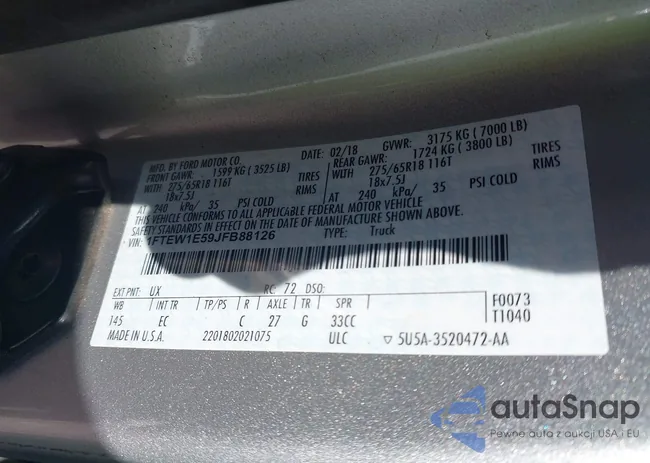 MFD. BY FORD MOTOR CO. DATE: 02/18 GVWR: 3175 KG ( 7000 LB)
FRONT GAWR: 1599 KG ( 3525 LB) REAR GAWR: 1724 KG ( 3800 LB)
WITH 275/65R18 116T TIRES WITH 275/65R18 116T TIRES
18x7.5J RIMS 18x7.5J RIMS
AT 240 kPa/ 35 PSI COLD AT 240 kPa/ 35 PSI COLD
THIS VEHICLE CONFORMS TO ALL APPLICABLE FEDERAL MOTOR VEHICLE
SAFETY STANDARDS IN EFFECT ON THE DATE OF MANUFACTURE SHOWN ABOVE.
VIN: 1FTEW1E59JFB88126 TYPE: Truck
EXT PNT: UX RC: 72 DSO:
WB INT TR TP/PS R AXLE TR SPR F0073
145 EC C 27 G 33CC T1040
MADE IN U.S.A. 2201802021075 ULC ▽ 5U5A-3520472-AA
autaSnap
Pewne auta z aukcji USA i EU